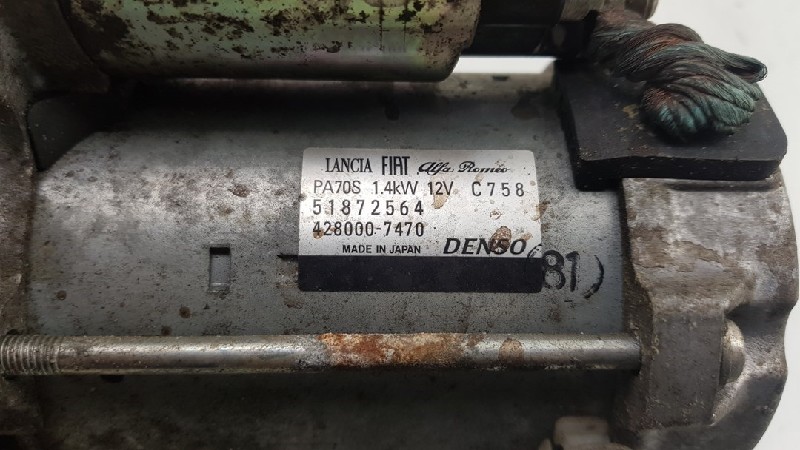 LANCIA FIAT Alfa Romeo
PA70S 1.4kW 12V C758
51872564
428000-7470
MADE IN JAPAN DENSO
(81)